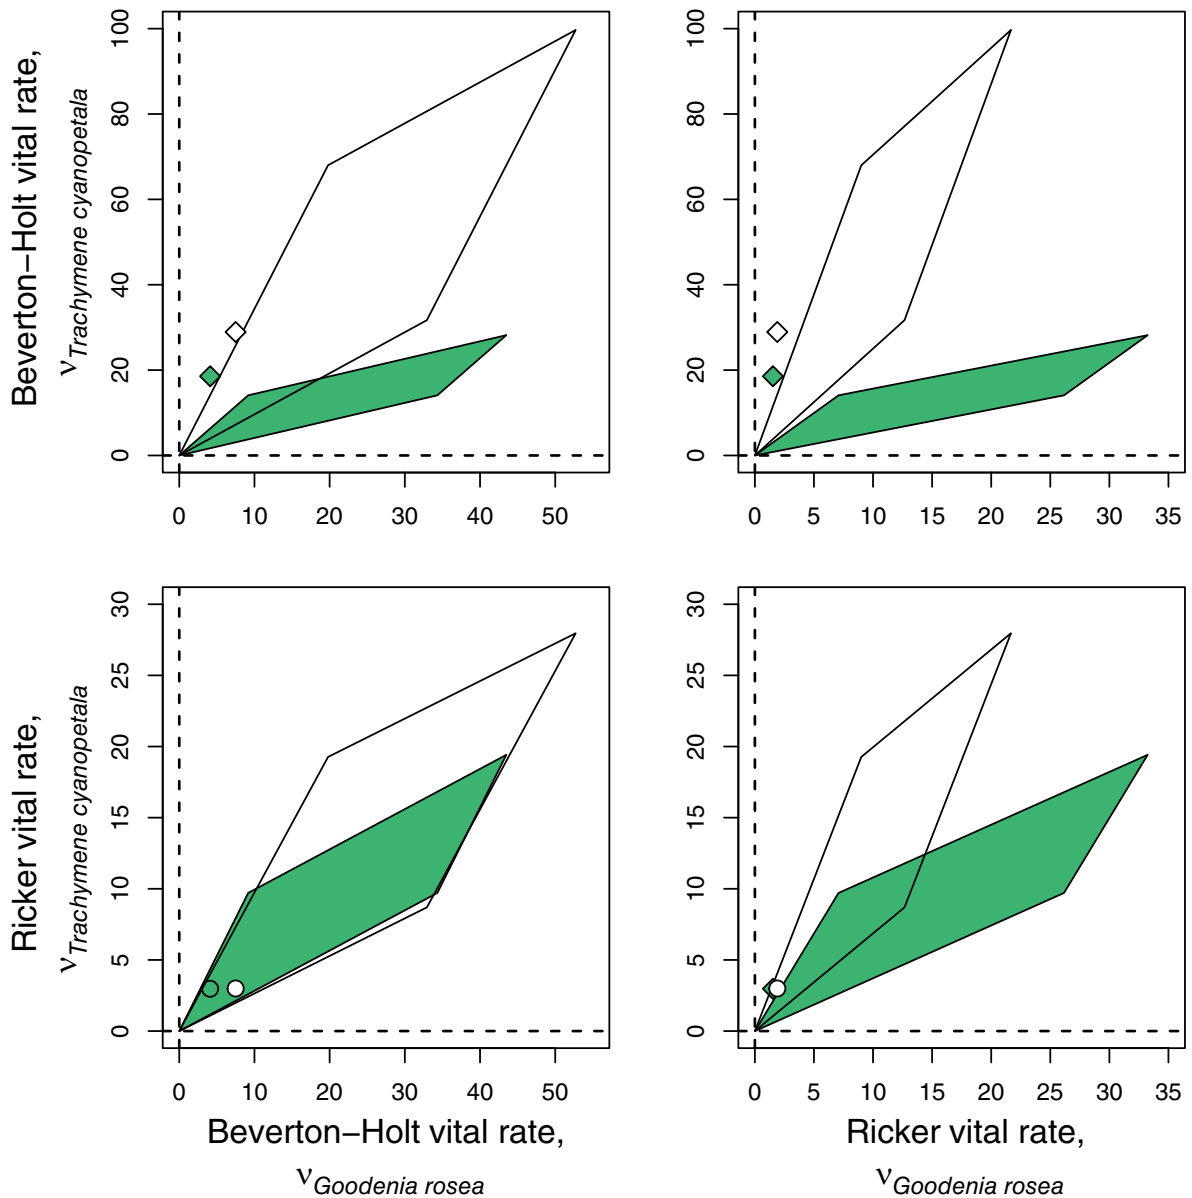 Beverton−Holt vital rate,
νTrachymene cyanopetala
0 20 40 60 80 100
0 10 20 30 40 50
0 20 40 60 80 100
0 5 10 15 20 25 30 35
Ricker vital rate,
νTrachymene cyanopetala
0 5 10 15 20 25 30
0 10 20 30 40 50
Beverton−Holt vital rate,
νGoodenia rosea
0 5 10 15 20 25 30
0 5 10 15 20 25 30 35
Ricker vital rate,
νGoodenia rosea